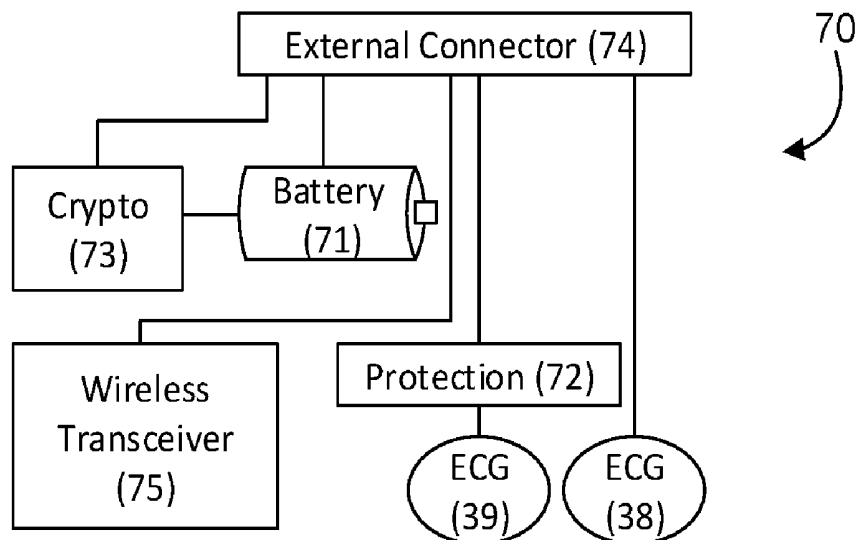 External Connector (74)
70
Crypto
(73)
Battery
(71)
Wireless
Transceiver
(75)
Protection (72)
ECG
(39)
ECG
(38)